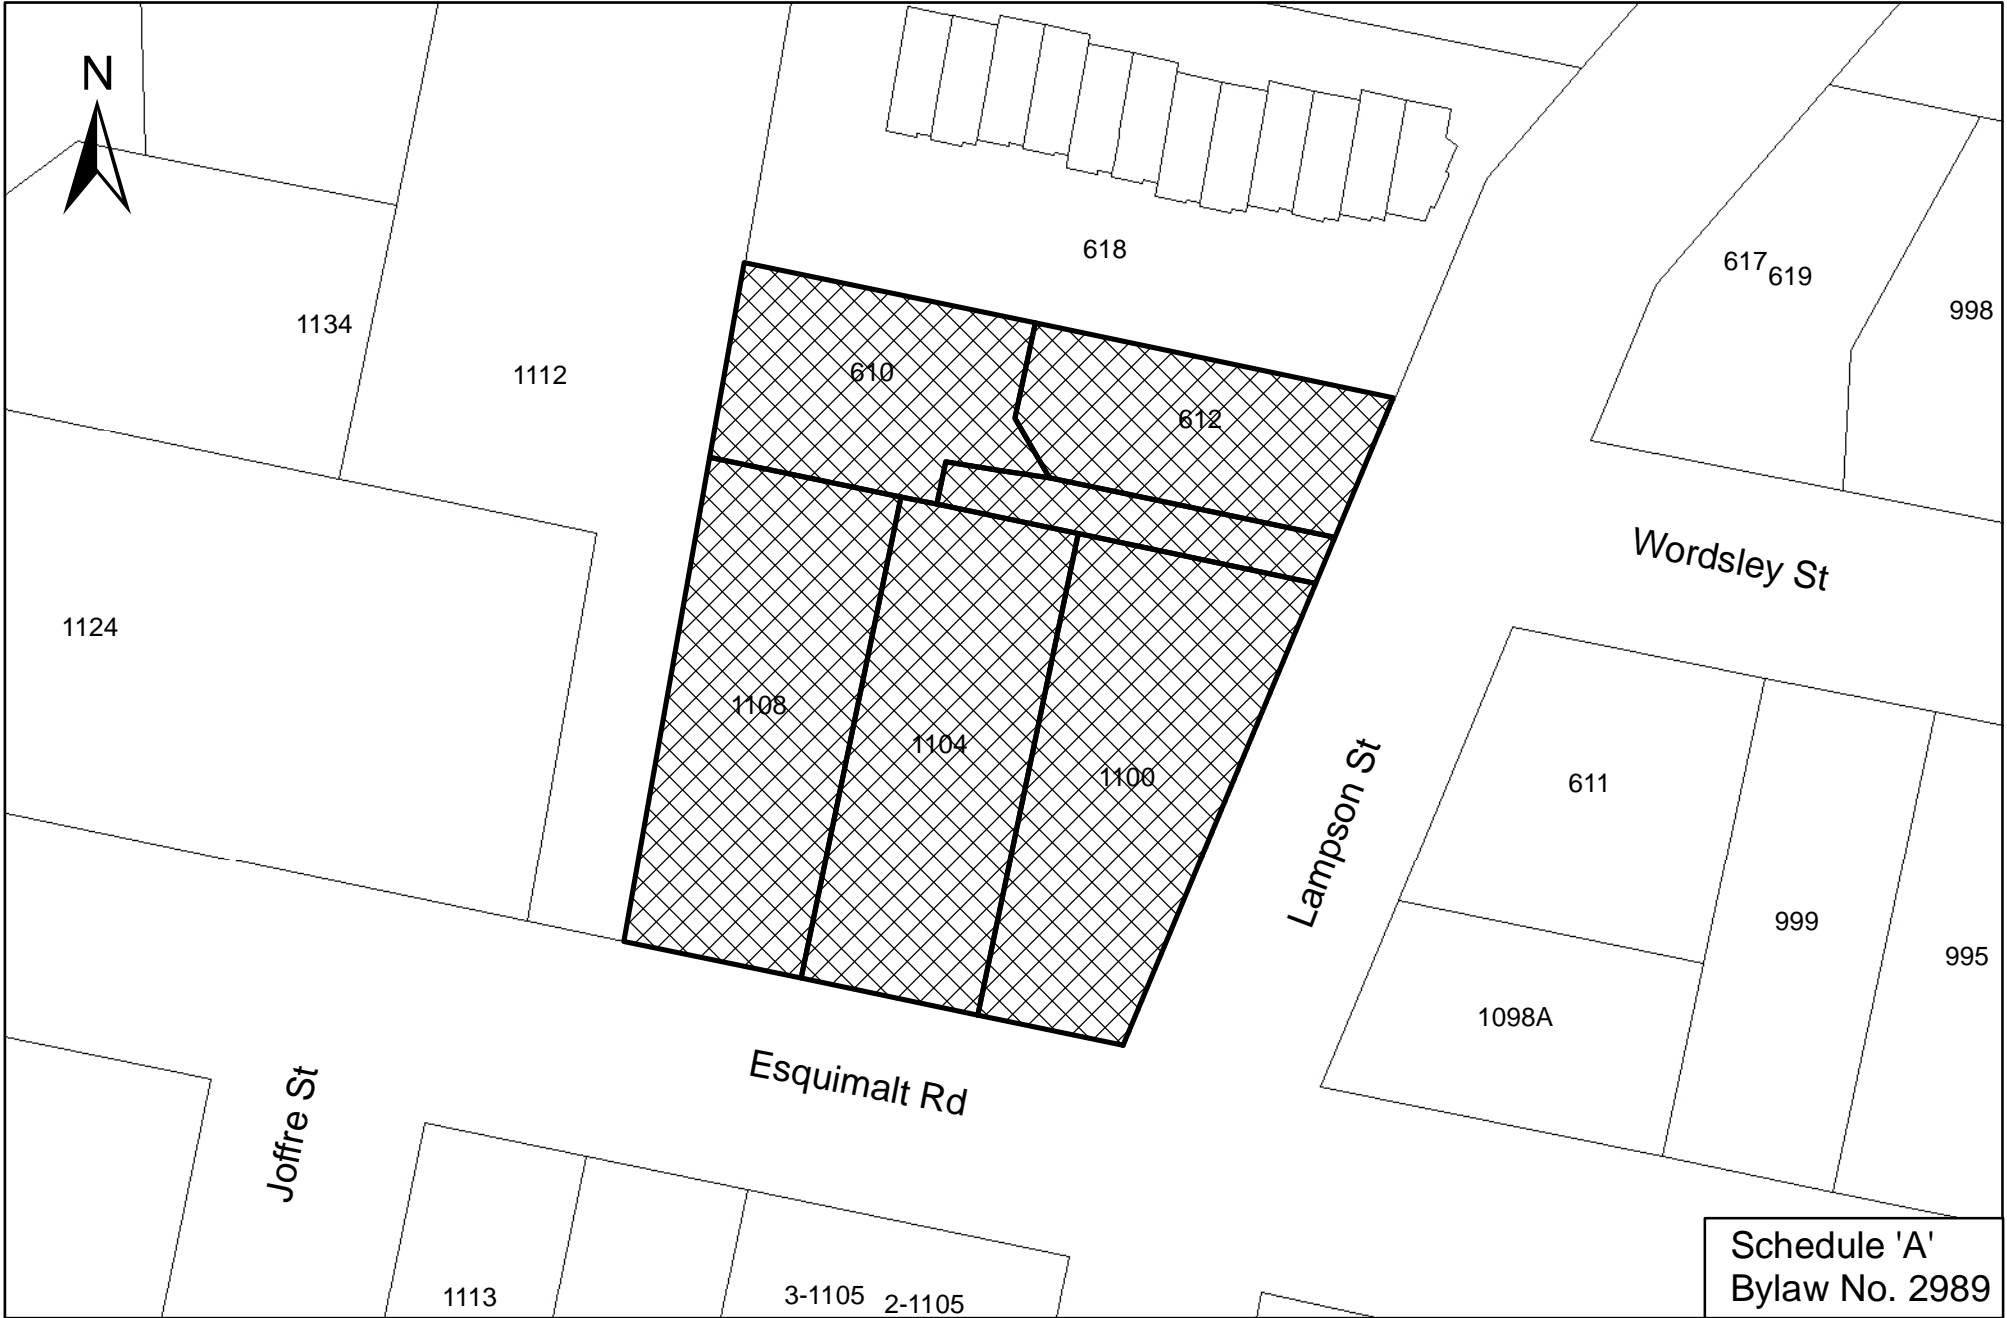 N
618
617
619
998
1134
1112
610
612
Wordsley St
1124
1108
1104
1100
Lampson St
611
999
995
1098A
Esquimalt Rd
Joffre St
1113
3-1105
2-1105
Schedule 'A'
Bylaw No. 2989